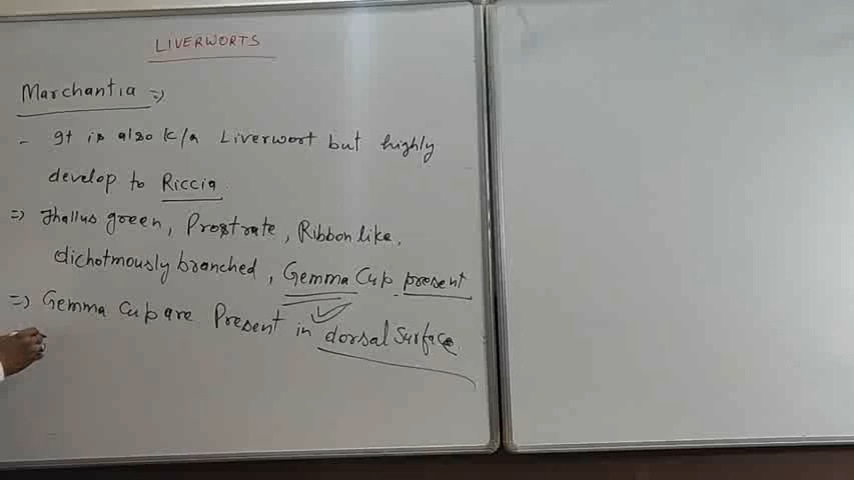 LIVERWORTS
Marchantia =>
- It is also k/a Liverwort but highly
develop to Riccia.
=> Thallus green, Prostrate, Ribbon like,
dichotmously branched, Gemma Cup present
=> Gemma Cup are Present in dorsal Surface.